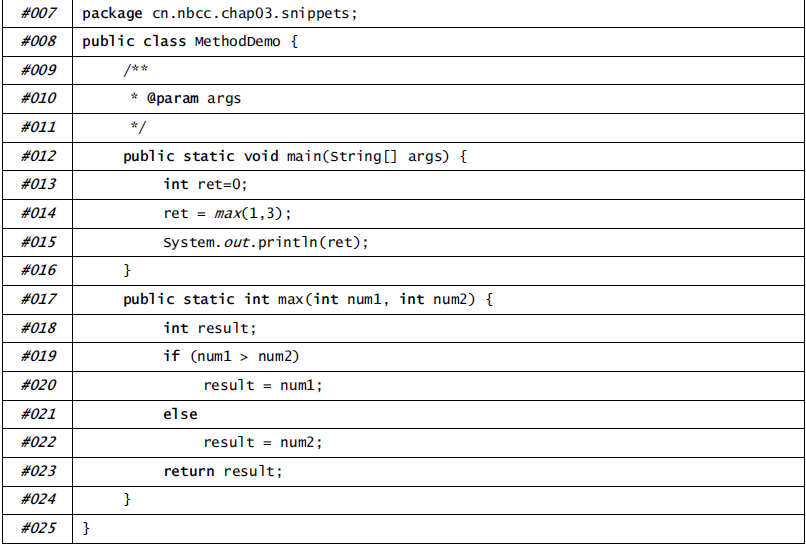 #007 package cn.nbcc.chap03.snippets;
#008 public class MethodDemo {
#009 /**
#010 * @param args
#011 */
#012 public static void main(String[] args) {
#013 int ret=0;
#014 ret = max(1,3);
#015 System.out.println(ret);
#016 }
#017 public static int max(int num1, int num2) {
#018 int result;
#019 if (num1 > num2)
#020 result = num1;
#021 else
#022 result = num2;
#023 return result;
#024 }
#025 }